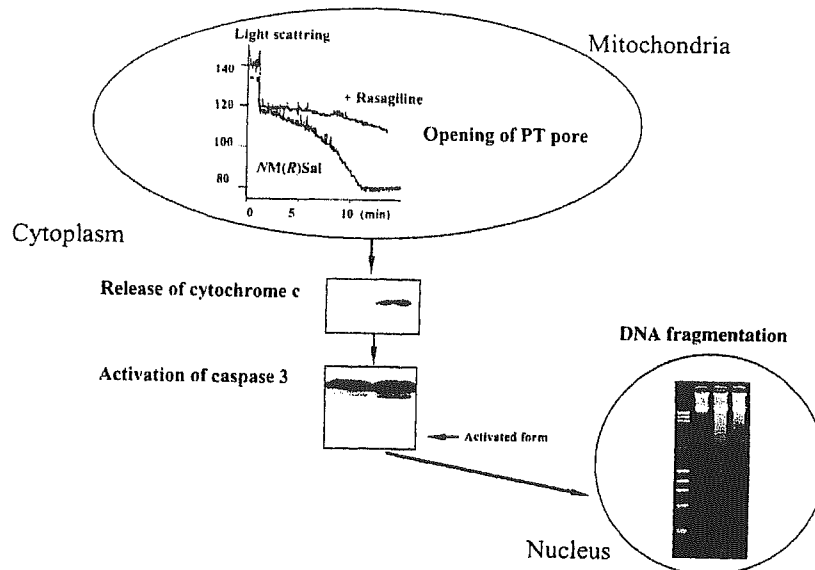 Light scattring
Mitochondria
140
120
100
80
+ Rasagiline
NM(R)Sal
Opening of PT pore
0 5 10 (min)
Cytoplasm
Release of cytochrome c
Activation of caspase 3
Activated form
DNA fragmentation
Nucleus